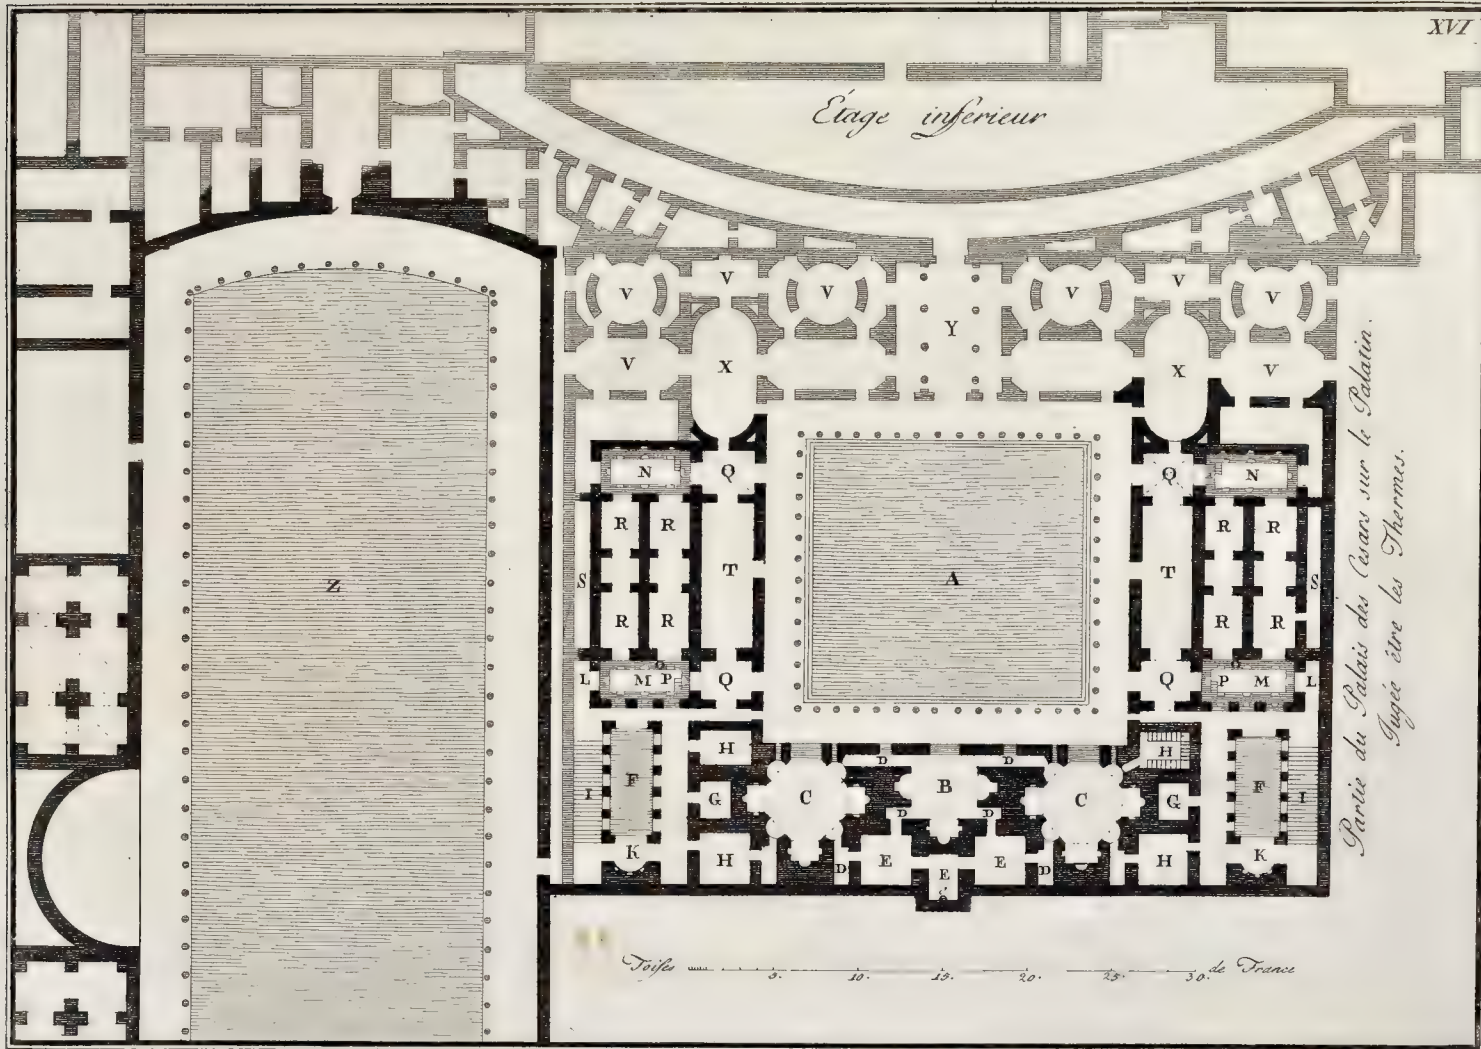 XVI
Étage inférieur
V V V V V V
Y
V X X V
N Q Q N
R R R R
S T A T S
Z
R R R R
L M P Q Q P M L
H D D H
F C B C F
I G D D G I
K H D E E E D H K
Toises 5. 10. 15. 20. 25. 30. de France
Partie du Palais des Cesars sur le Palatin.
Jugée être les Thermes.